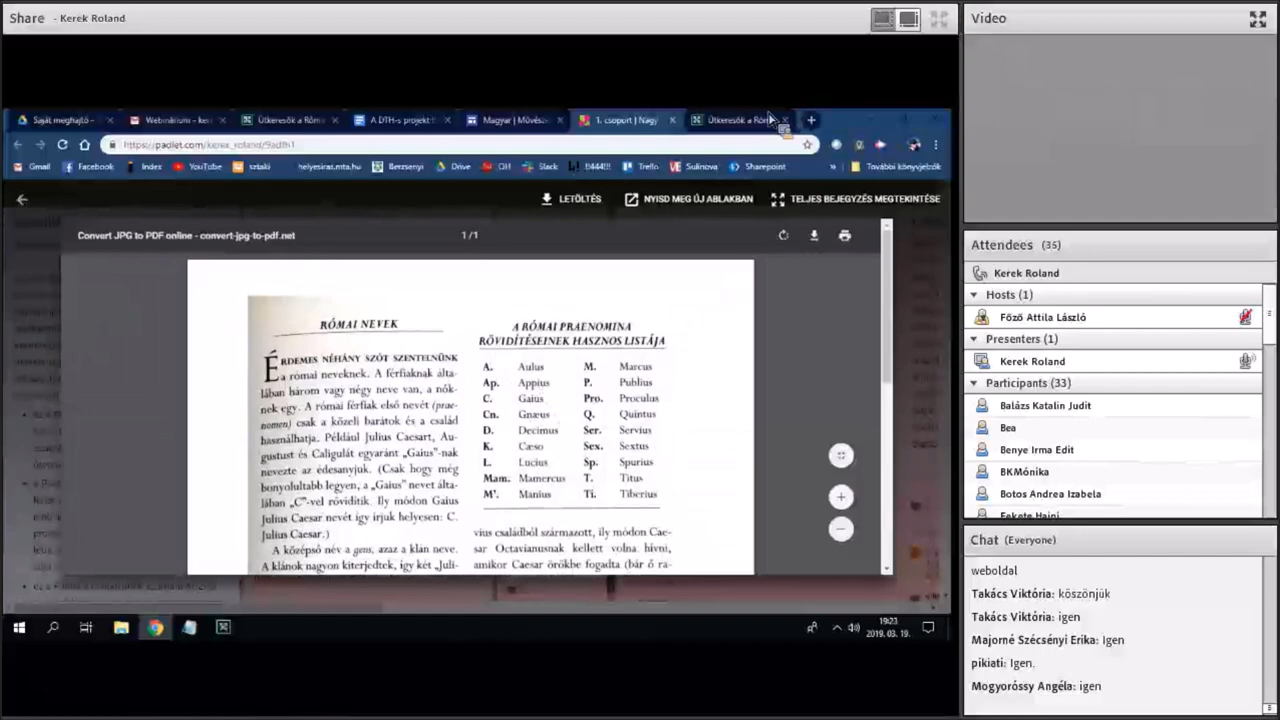 Share - Kerek Roland
Saját meghajtó -
Webinárium - ker
Útkeresők a Róm
A DTH-s projekt
Magyar | Művész
1. csoport | Nagy
Útkeresők a Róm
https://padlet.com/kerek_roland/
Gmail
Facebook
Index
YouTube
sztaki
helyesiras.mta.hu
Berzsenyi
Drive
OH
Slack
!444!!!
Trello
Sulinova
Sharepoint
»
További könyvjelzők
LETÖLTÉS
NYISD MEG ÚJ ABLAKBAN
TELJES BEJEGYZÉS MEGTEKINTÉSE
Convert JPG to PDF online - convert-jpg-to-pdf.net
1 / 1
RÓMAI NEVEK
ÉRDEMES NÉHÁNY SZÓT SZENTELNÜNK
a római neveknek. A férfiaknak álta-
lában három vagy négy neve van, a nők-
nek egy. A római férfiak első nevét (prae-
nomen) csak a közeli barátok és a család
használhatja. Például Julius Caesart, Au-
gustust és Caligulát egyaránt „Gaius"-nak
nevezte az édesanyjuk. (Csak hogy még
bonyolultabb legyen, a „Gaius" nevet álta-
lában „C"-vel rövidítik. Ily módon Gaius
Julius Caesar nevét így írjuk helyesen: C.
Julius Caesar.)
A középső név a gens, azaz a klán neve.
A klánok nagyon kiterjedtek, így két „Juli-
A RÓMAI PRAENOMINA
RÖVIDÍTÉSEINEK HASZNOS LISTÁJA
A. Aulus M. Marcus
Ap. Appius P. Publius
C. Gaius Pro. Proculus
Cn. Gnæus Q. Quintus
D. Decimus Ser. Servius
K. Cæso Sex. Sextus
L. Lucius Sp. Spurius
Mam. Mamercus T. Titus
M'. Manius Ti. Tiberius
vius családból származott, ily módon Cae-
sar Octavianusnak kellett volna hívni,
amikor Caesar örökbe fogadta (bár ő ra-
19:23
2019. 03. 19.
Video
Attendees (35)
Kerek Roland
Hosts (1)
Főző Attila László
Presenters (1)
Kerek Roland
Participants (33)
Balázs Katalin Judit
Bea
Benye Irma Edit
BKMónika
Botos Andrea Izabela
Fekete Hajni
Chat (Everyone)
weboldal
Takács Viktória: köszönjük
Takács Viktória: igen
Majorné Szécsényi Erika: Igen
pikiati: Igen.
Mogyoróssy Angéla: igen